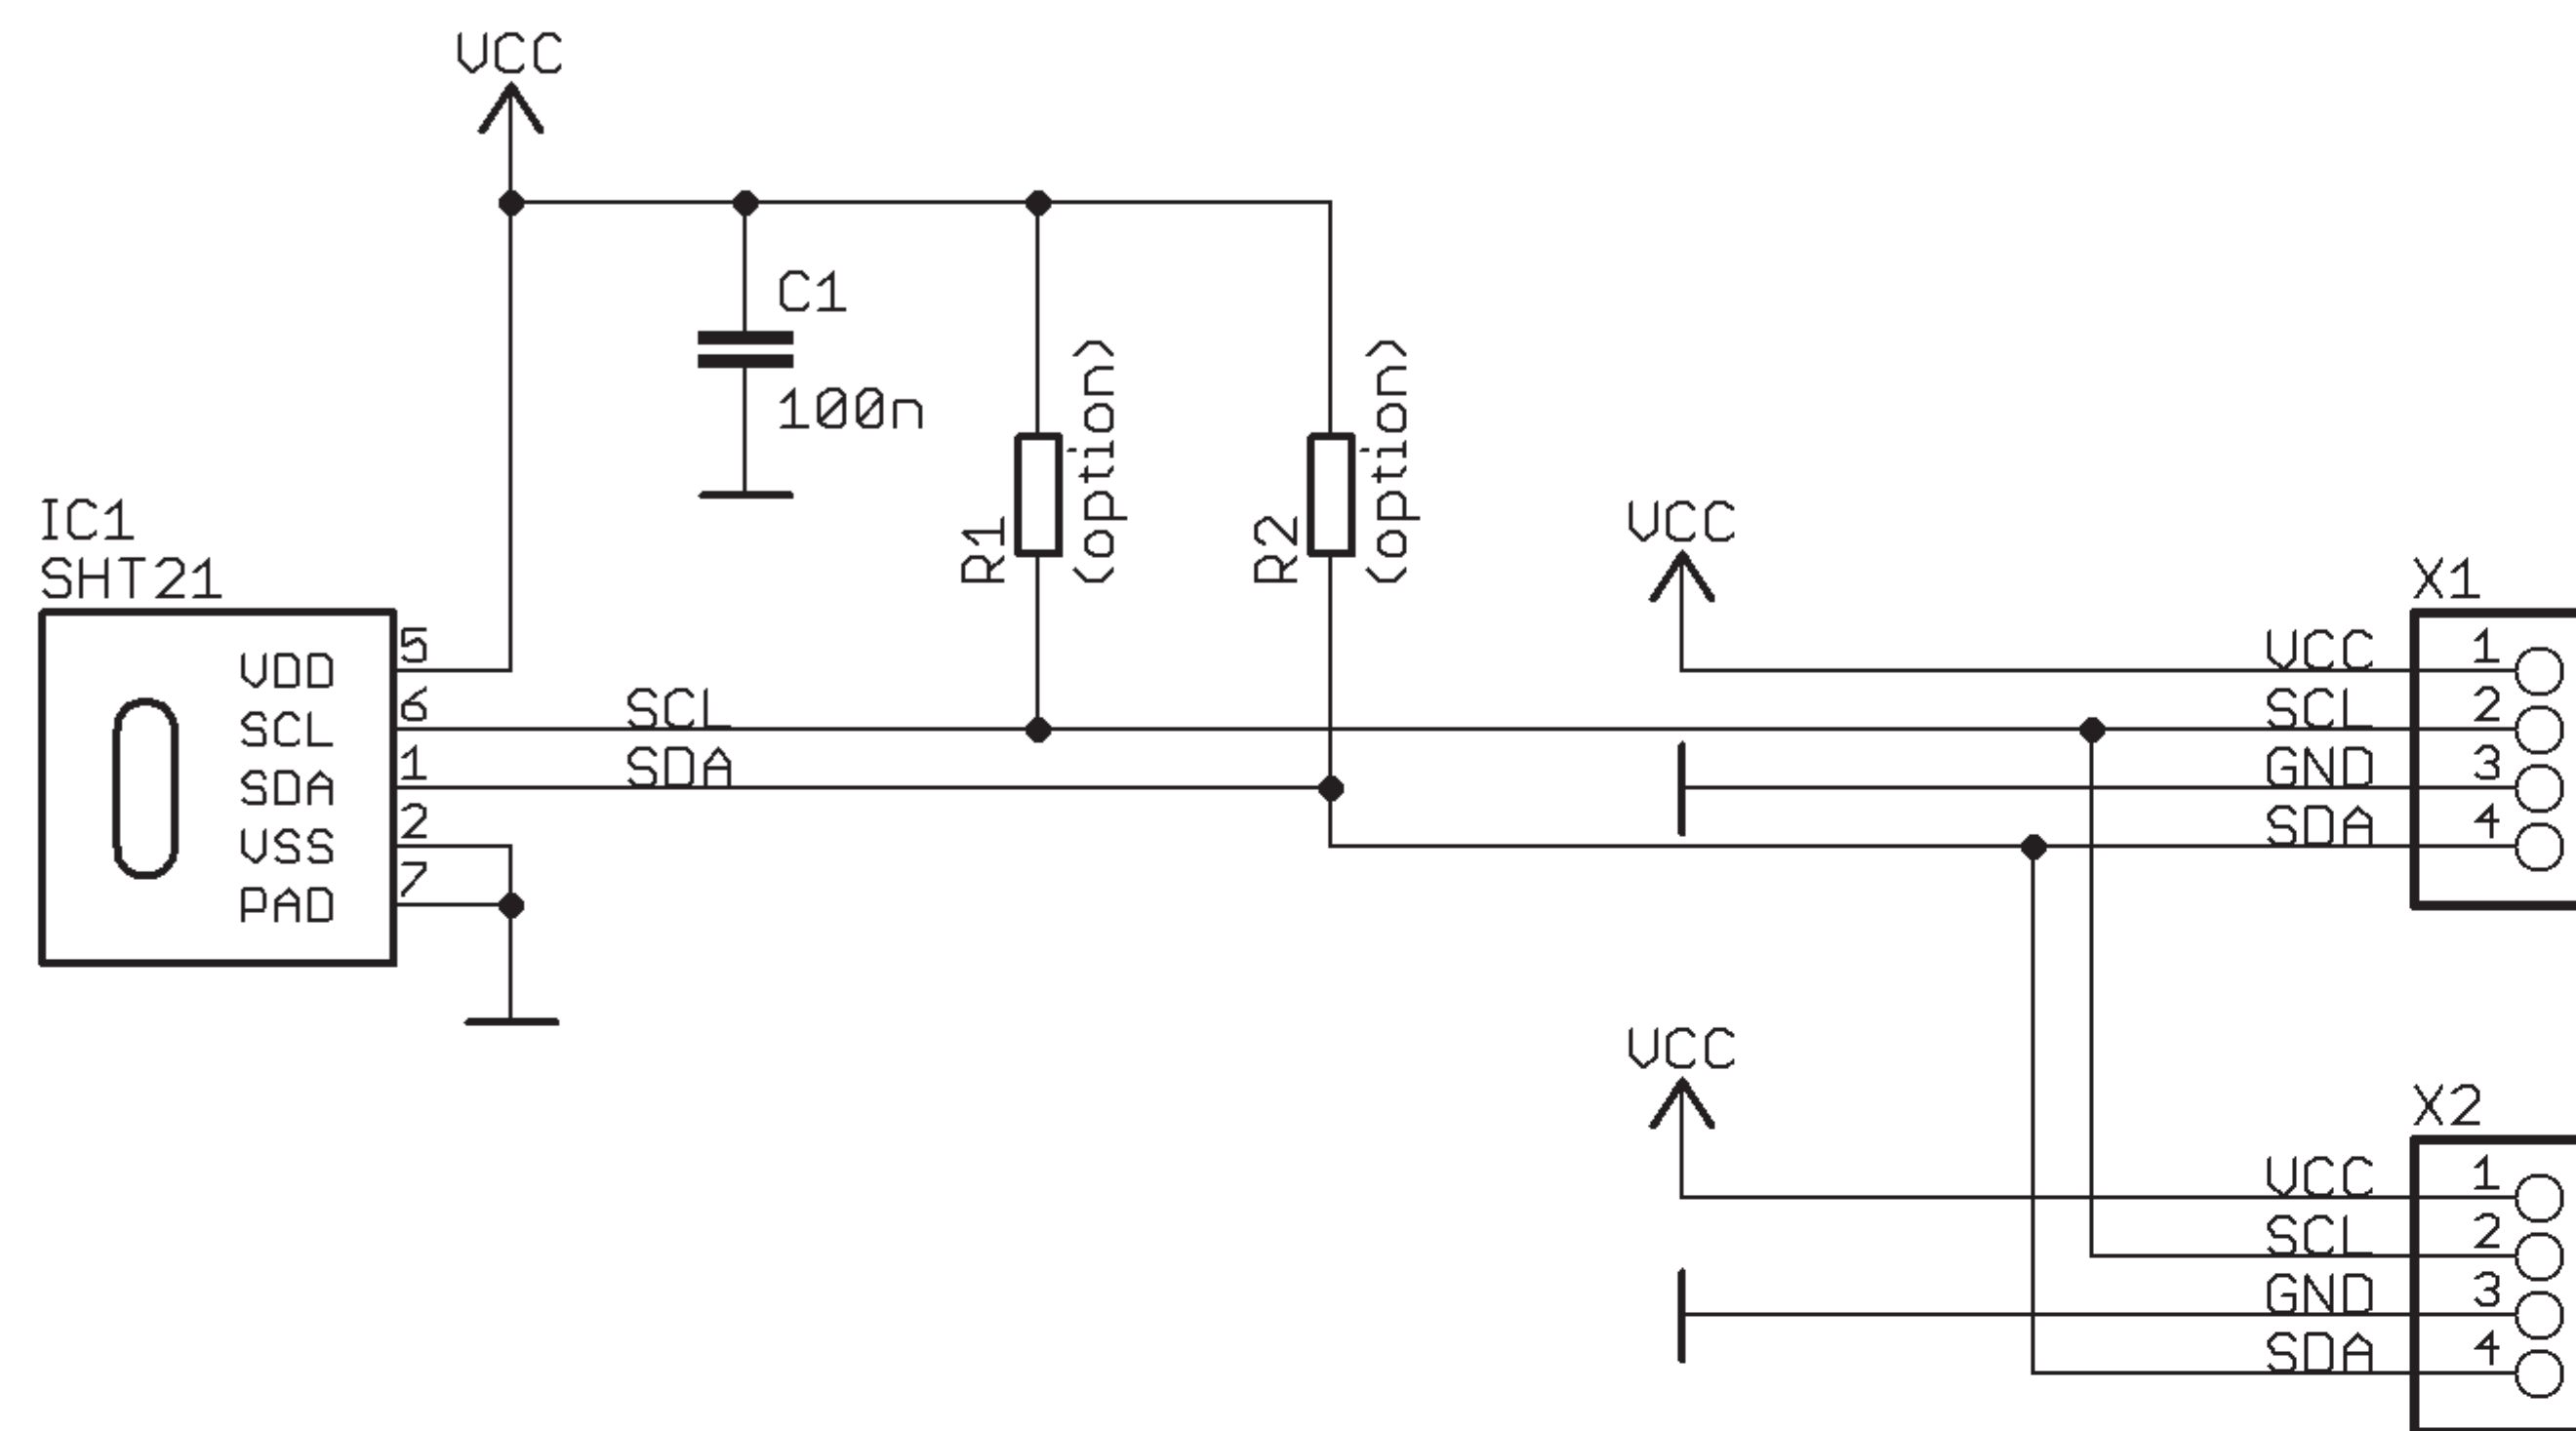 VCC
C1
100n
R1
(option)
R2
(option)
IC1
SHT21
VDD 5
SCL 6
SDA 1
VSS 2
PAD 7
SCL
SDA
VCC
X1
VCC 1
SCL 2
GND 3
SDA 4
VCC
X2
VCC 1
SCL 2
GND 3
SDA 4